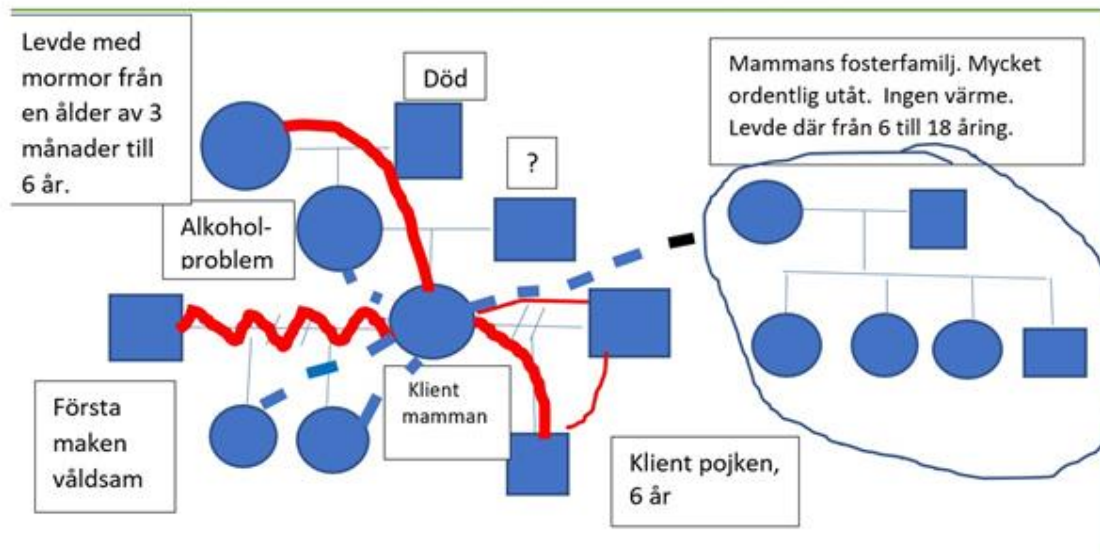 Levde med
mormor från
en ålder av 3
månader till
6 år.
Död
?
Mammans fosterfamilj. Mycket
ordentlig utåt.  Ingen värme.
Levde där från 6 till 18 åring.
Alkohol-
problem
Första
maken
våldsam
Klient
mamman
Klient pojken,
6 år